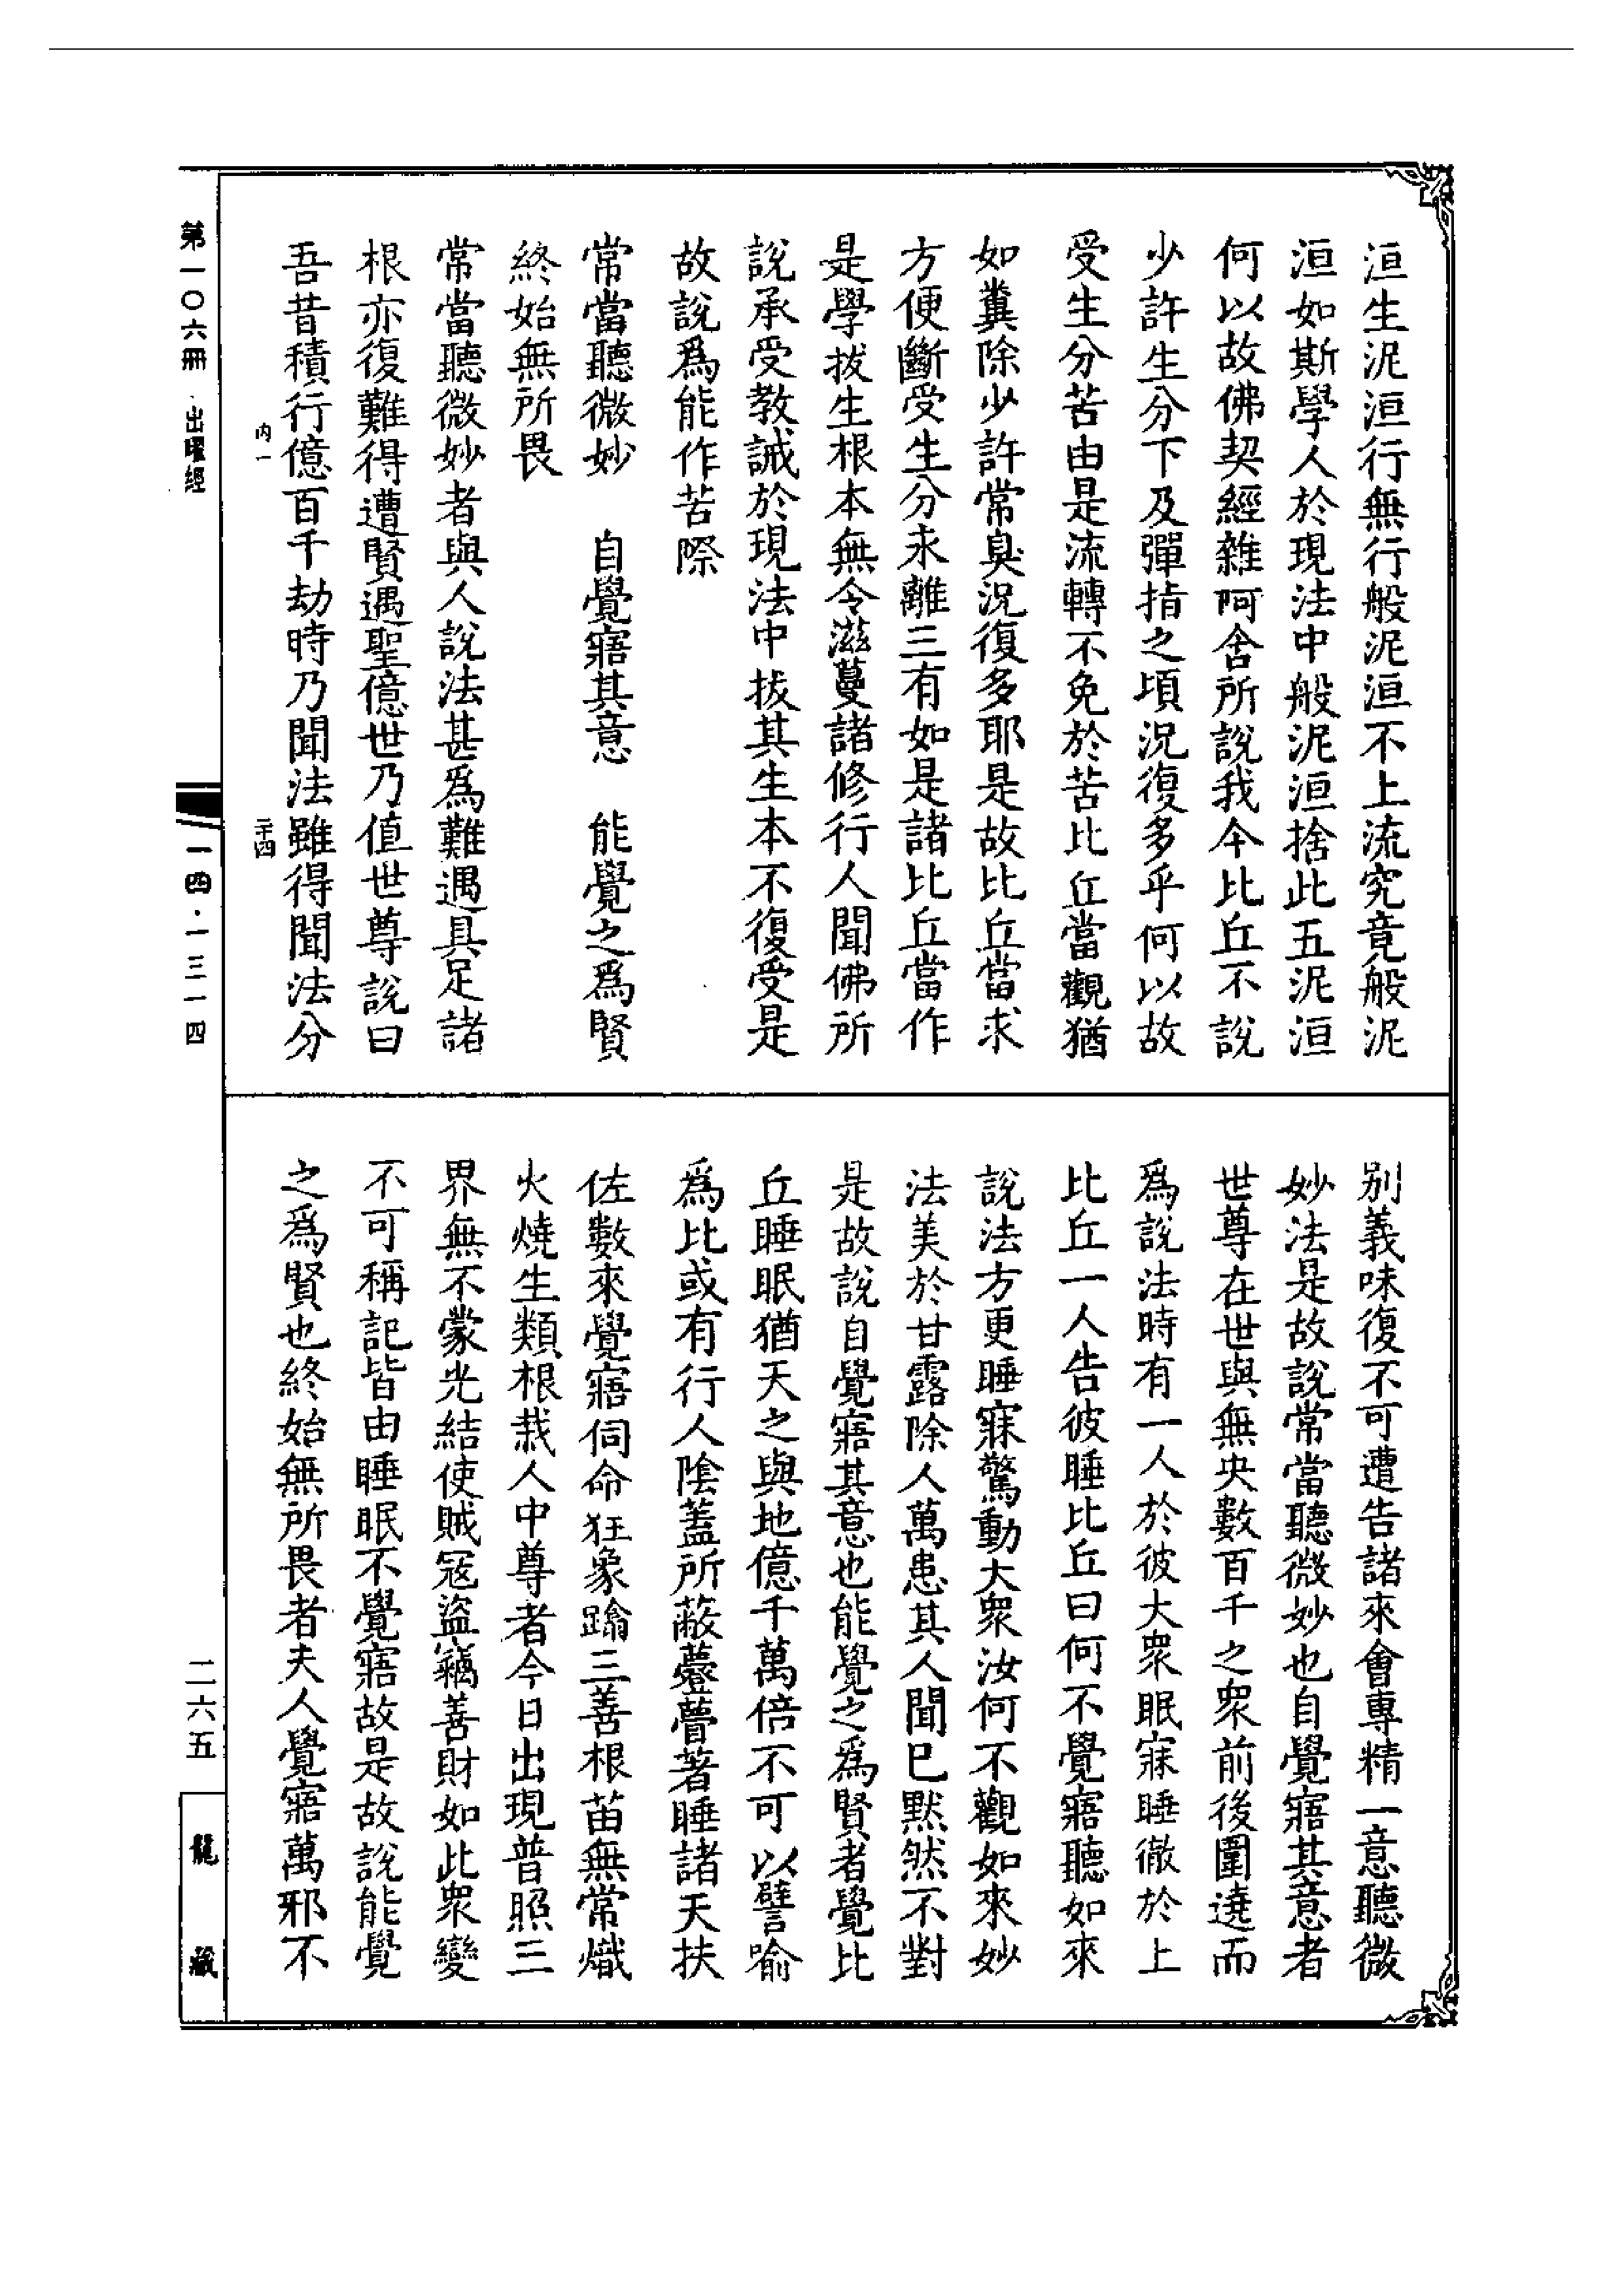 洹生泥洹行無行般泥洹不上流究竟般泥
洹如斯學人於現法中般泥洹捨此五泥洹
何以故佛契經雜阿含所說我今比丘不說
少許生分下及彈指之頃況復多乎何以故
受生分苦由是流轉不免於苦比丘當觀猶
如糞除少許常臭況復多耶是故比丘當求
方便斷受生分永離三有如是諸比丘當作
是學拔生根本無令滋蔓諸修行人聞佛所
說承受教誡於現法中拔其生本不復受是
故說爲能作苦際
常當聽微妙　自覺寤其意　能覺之爲賢
終始無所畏
常當聽微妙者與人說法甚爲難遇具足諸
根亦復難得遭賢遇聖億世乃值世尊說曰
吾昔積行億百千劫時乃聞法雖得聞法分
别義味復不可遭告諸來會專精一意聽微
妙法是故說常當聽微妙也自覺寤其意者
世尊在世與無央數百千之衆前後圍遶而
爲說法時有一人於彼大衆眠寐睡徹於上
比丘一人告彼睡比丘曰何不覺寤聽如來
說法方更睡寐驚動大衆汝何不觀如來妙
法美於甘露除人萬患其人聞已默然不對
是故說自覺寤其意也能覺之爲賢者覺比
丘睡眠猶天之與地億千萬倍不可以譬喻
爲比或有行人陰蓋所蔽薹瞢著睡諸天扶
佐數來覺寤伺命狂象蹹三善根苗無常熾
火燒生類根栽人中尊者今日出現普照三
界無不蒙光結使賊冦盜竊善財如此衆變
不可稱記皆由睡眠不覺寤故是故說能覺
之爲賢也終始無所畏者夫人覺寤萬邪不
内一
二十四
第一〇六冊
出曜經
一四·一三一四
二六五
龍藏